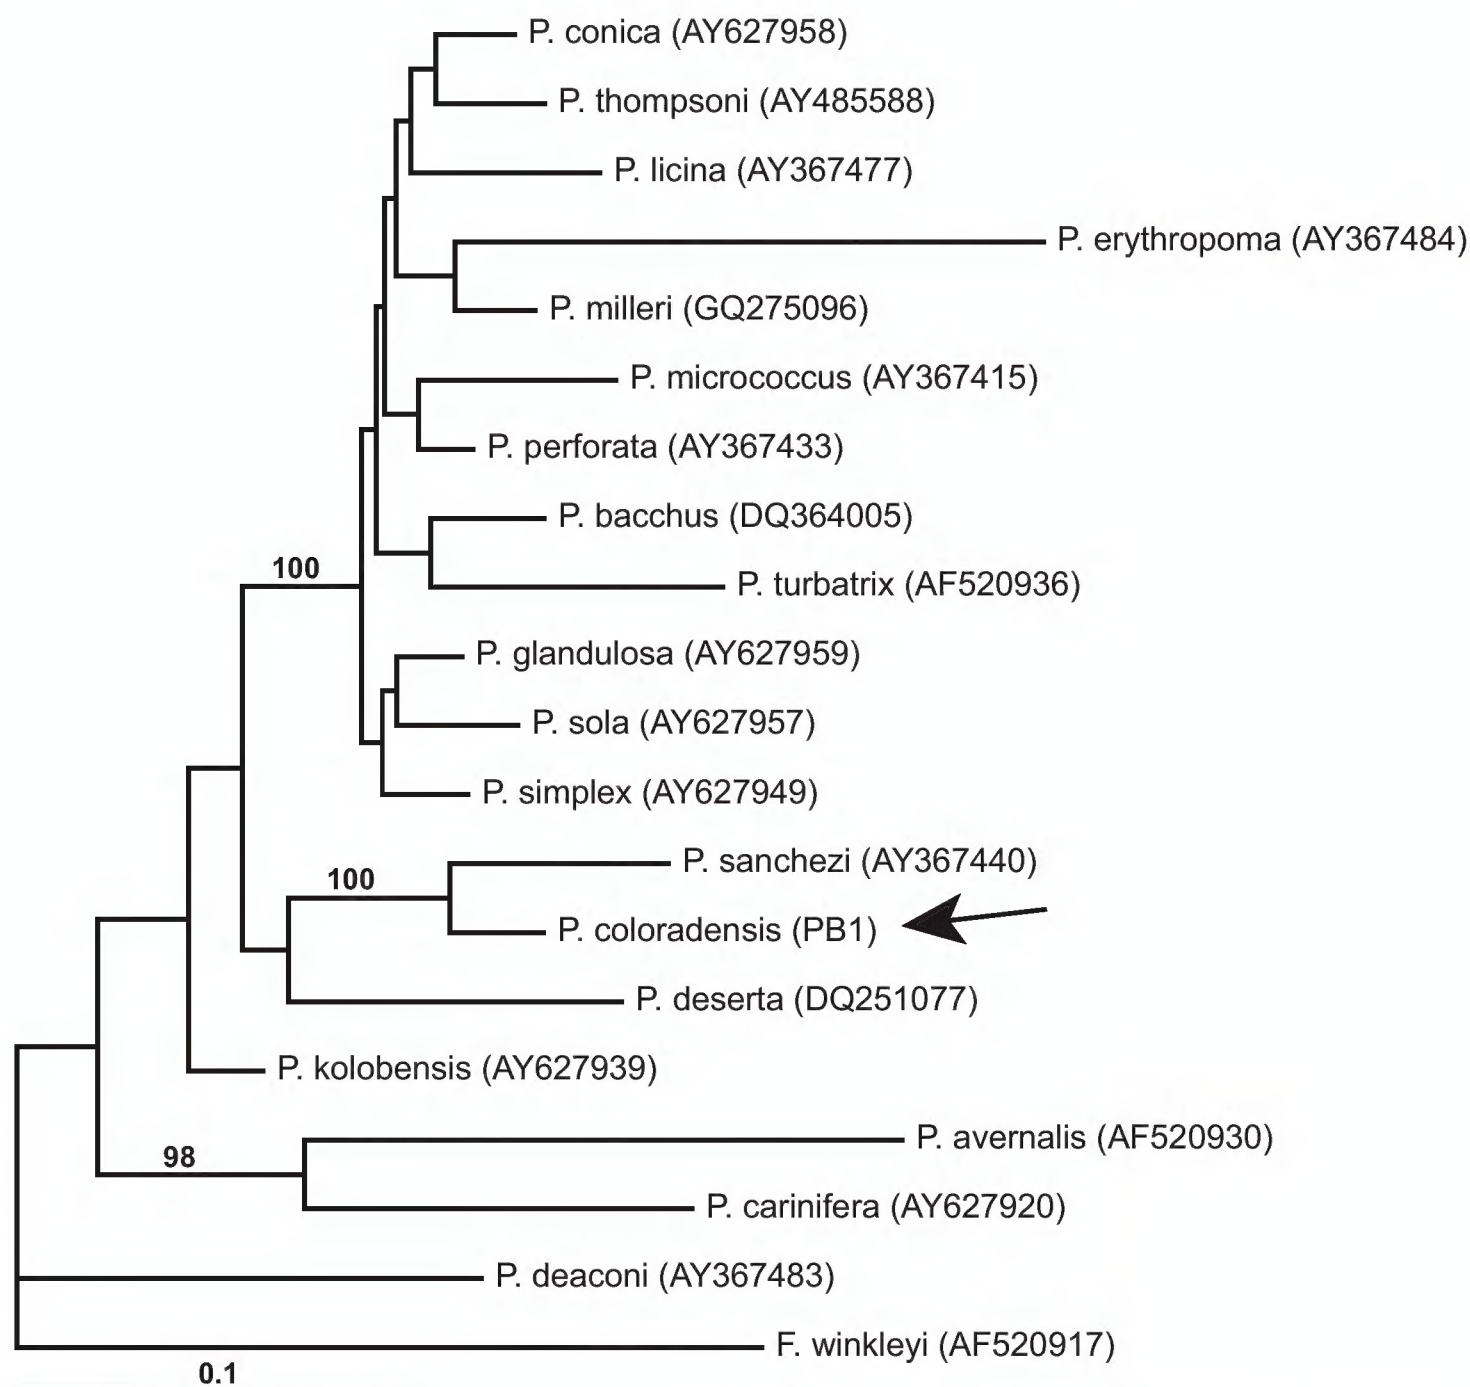 P. conica (AY627958)
P. thompsoni (AY485588)
P. licina (AY367477)
P. erythropoma (AY367484)
P. milleri (GQ275096)
P. micrococcus (AY367415)
P. perforata (AY367433)
P. bacchus (DQ364005)
100
P. turbatrix (AF520936)
P. glandulosa (AY627959)
P. sola (AY627957)
P. simplex (AY627949)
P. sanchezi (AY367440)
100
P. coloradensis (PB1)
P. deserta (DQ251077)
P. kolobensis (AY627939)
P. avernalis (AF520930)
98
P. carinifera (AY627920)
P. deaconi (AY367483)
F. winkleyi (AF520917)
0.1